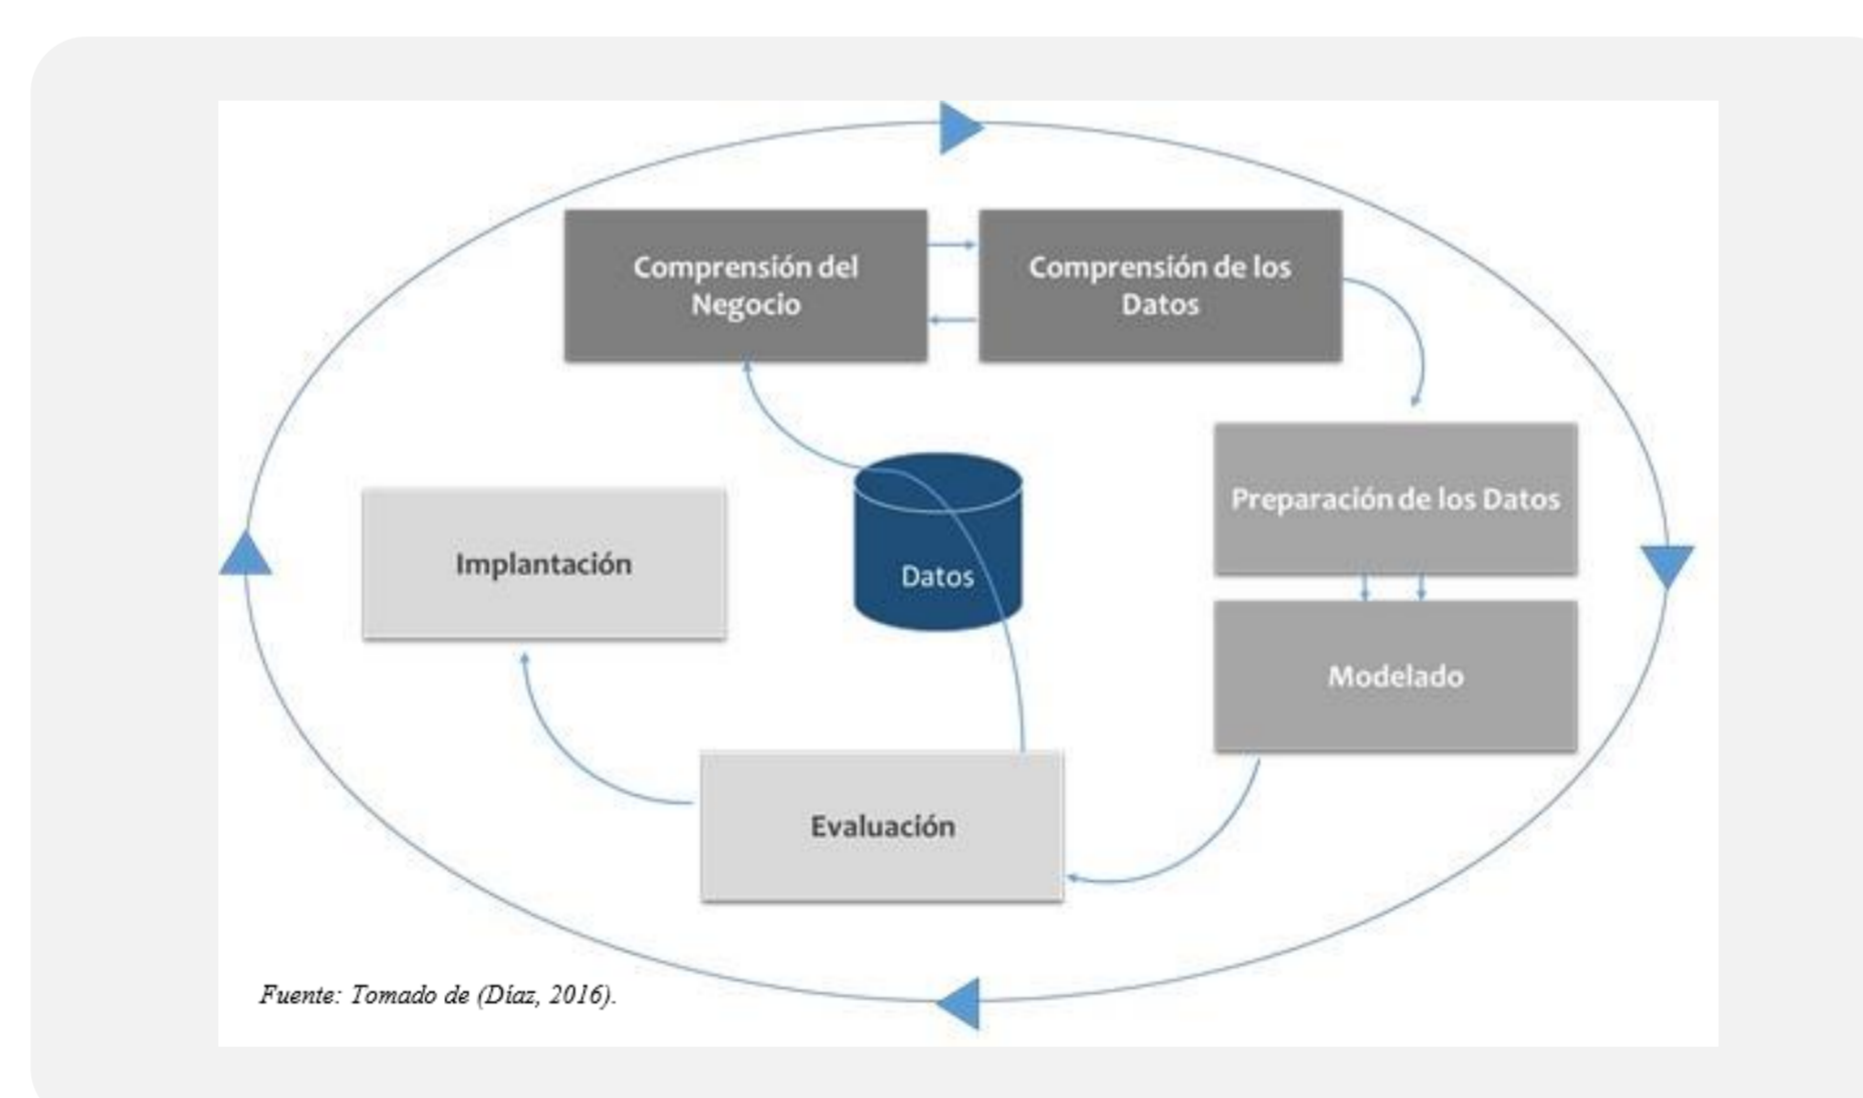 Comprensión del
Negocio
Comprensión de los
Datos
Preparación de los Datos
Implantación
Datos
Modelado
Evaluación
Fuente: Tomado de (Díaz, 2016).